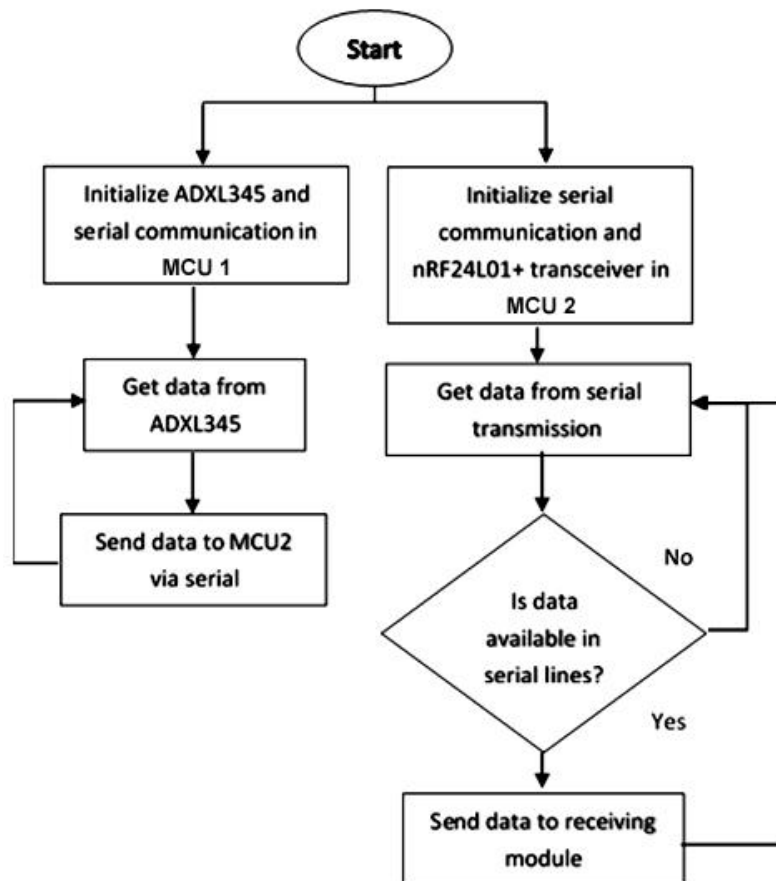 Start
Initialize ADXL345 and
serial communication in
MCU 1
Initialize serial
communication and
nRF24L01+ transceiver in
MCU 2
Get data from
ADXL345
Get data from serial
transmission
Send data to MCU2
via serial
No
Is data
available in
serial lines?
Yes
Send data to receiving
module